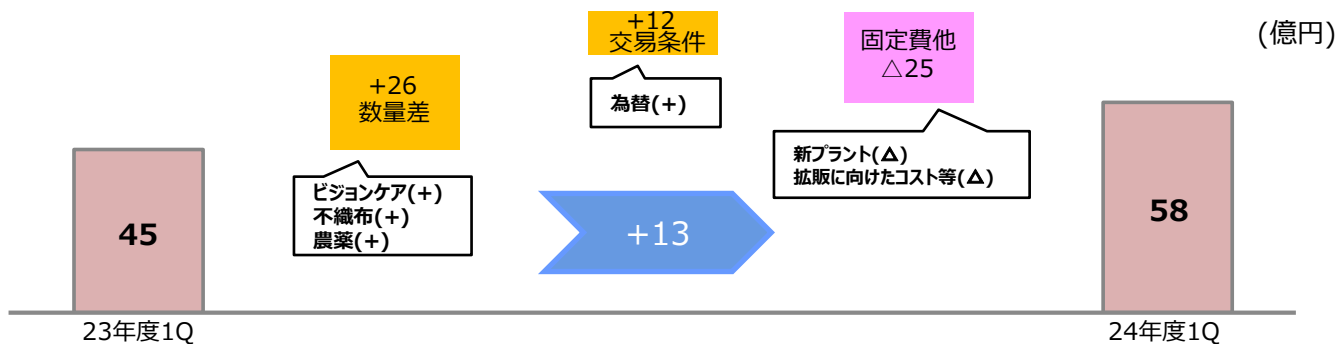 (億円)
+26
数量差
+12
交易条件
固定費他
△25
ビジョンケア(+)
不織布(+)
農薬(+)
為替(+)
新プラント(△)
拡販に向けたコスト等(△)
45
+13
58
23年度1Q
24年度1Q